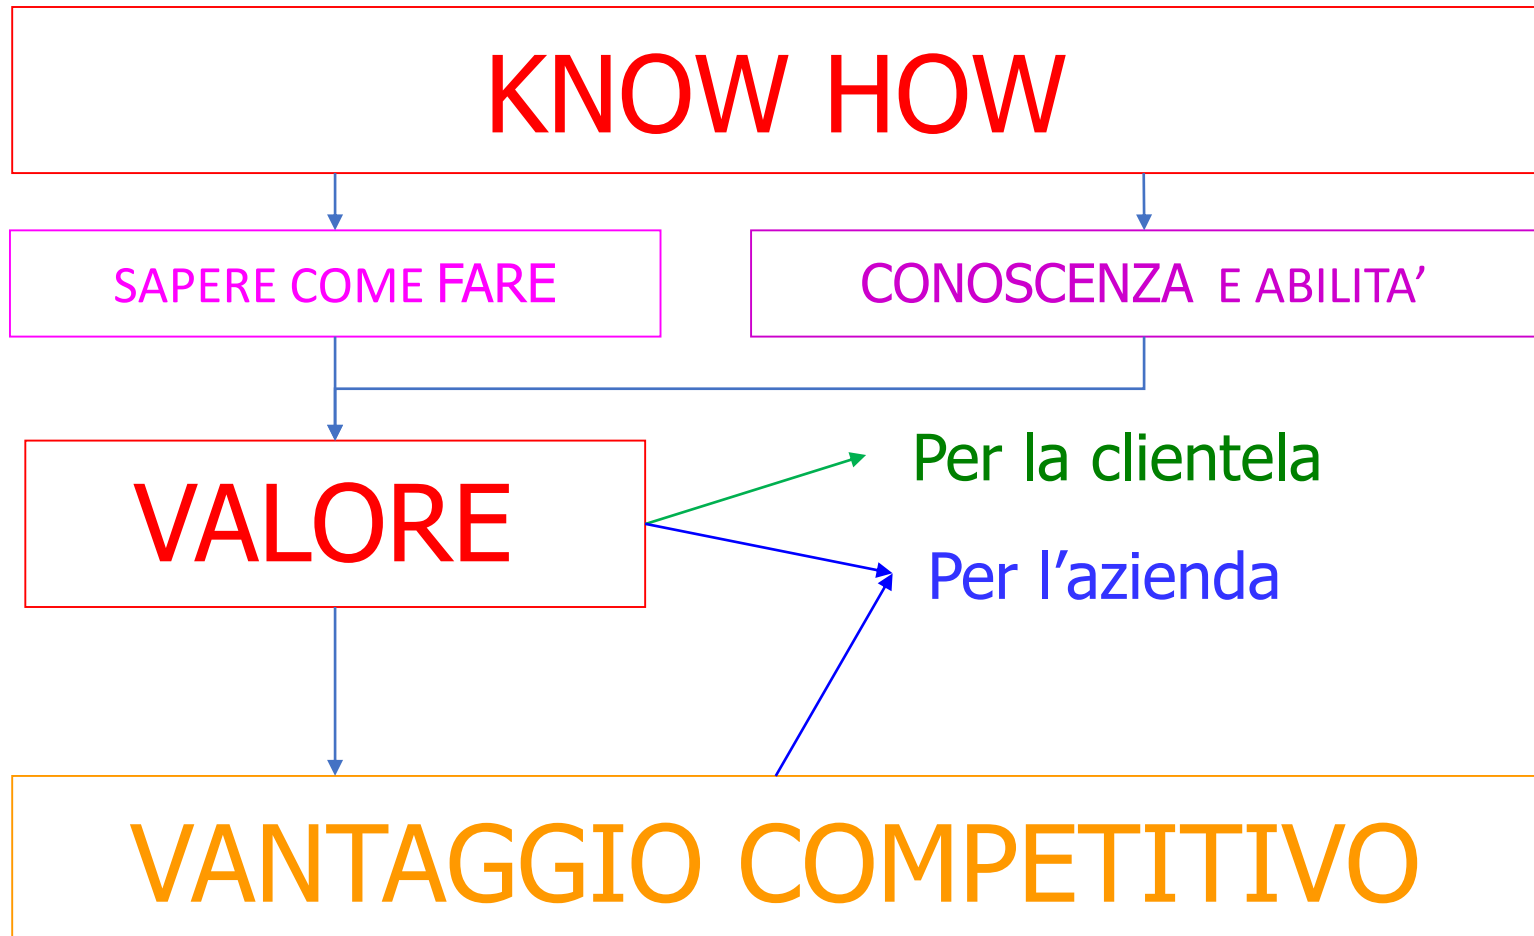 KNOW HOW
SAPERE COME FARE
CONOSCENZA E ABILITA’
Per la clientela
VALORE
Per l’azienda
VANTAGGIO COMPETITIVO